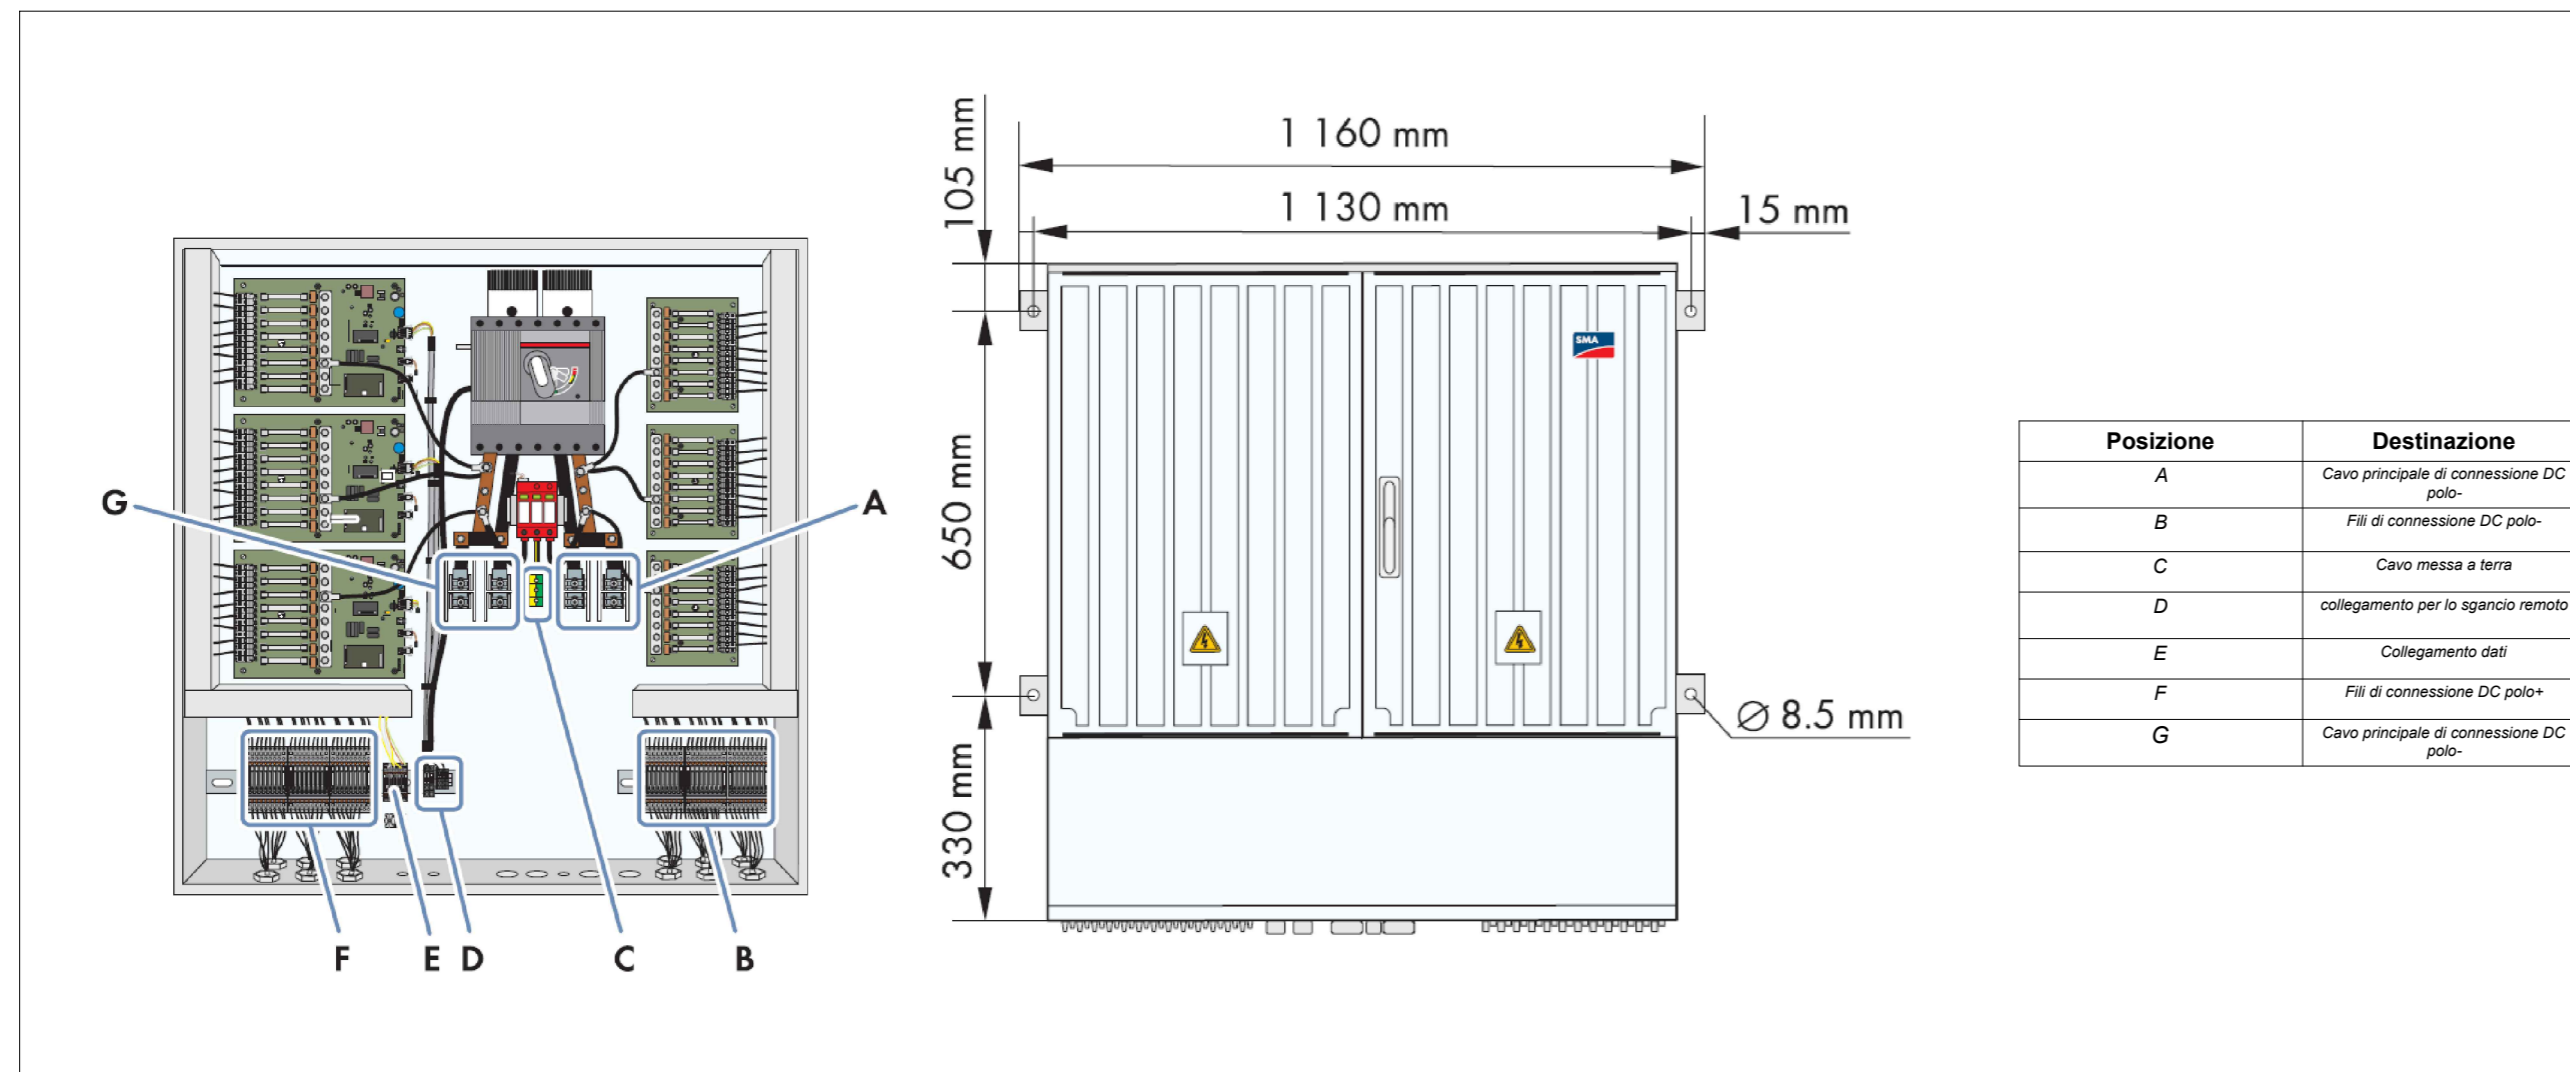 G
A
F
E
D
C
B
1 160 mm
105 mm
1 130 mm
15 mm
650 mm
SMA
Ø 8.5 mm
330 mm
Posizione Destinazione
A Cavo principale di connessione DC
polo-
B Fili di connessione DC polo-
C Cavo messa a terra
D collegamento per lo sgancio remoto
E Collegamento dati
F Fili di connessione DC polo+
G Cavo principale di connessione DC
polo-